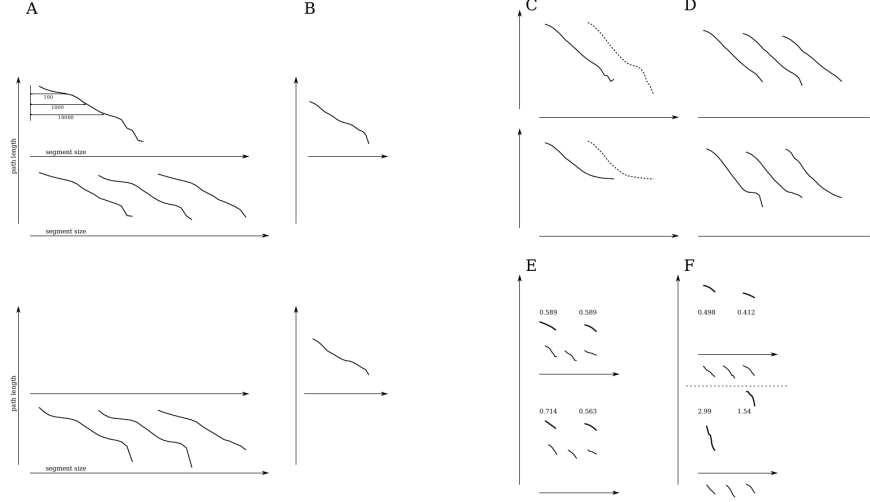 A
B
C
D
100
1000
10000
path length
segment size
segment size
E
F
0.589 0.589
0.498 0.412
path length
0.714 0.563
2.99 1.54
segment size